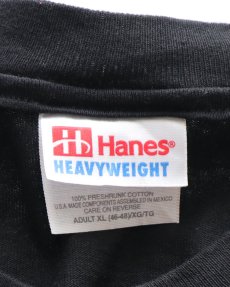 Hanes®
HEAVYWEIGHT
100% PRESHRUNK COTTON
U.S.A. MADE COMPONENTS ASSEMBLED IN MEXICO
CARE ON REVERSE
ADULT XL (46-48)/XG/TG